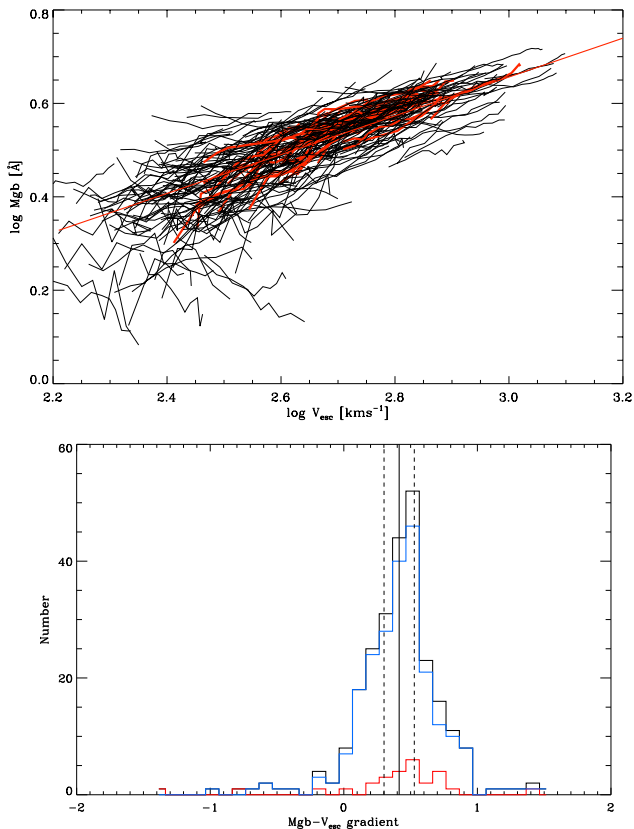 0.8
0.6
0.4
0.2
0.0
log Mgb [Å]
2.2 2.4 2.6 2.8 3.0 3.2
log V_esc [kms⁻¹]
60
40
20
0
Number
−2 −1 0 1 2
Mgb−V_esc gradient